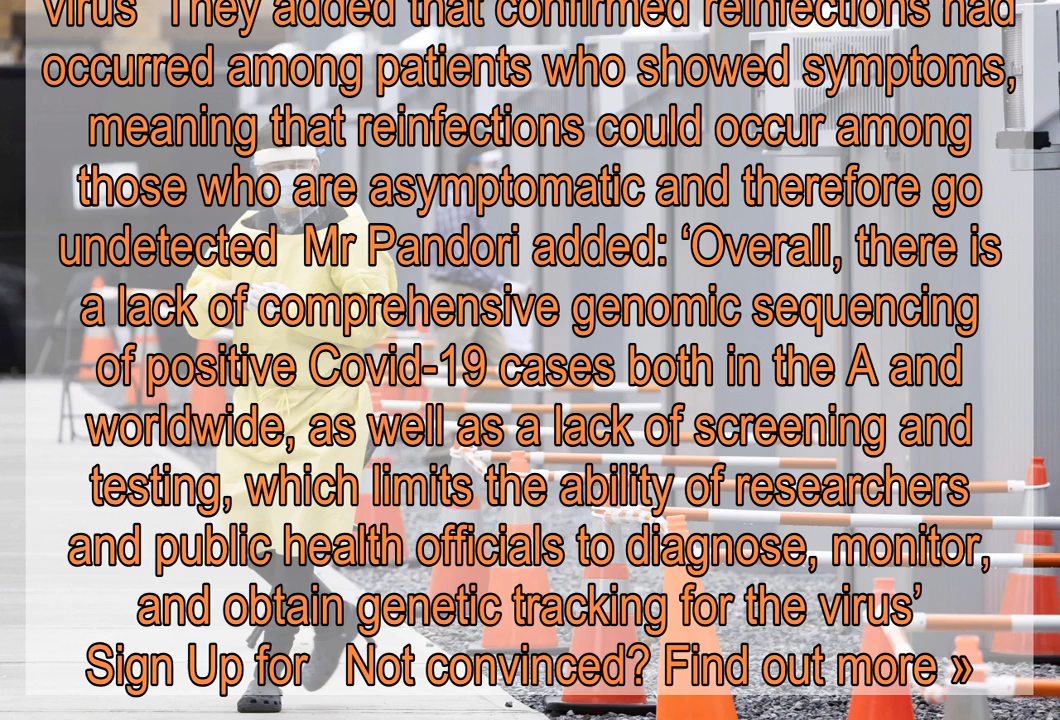 virus  They added that confirmed reinfections had
occurred among patients who showed symptoms,
meaning that reinfections could occur among
those who are asymptomatic and therefore go
undetected  Mr Pandori added: ‘Overall, there is
a lack of comprehensive genomic sequencing
of positive Covid-19 cases both in the A and
worldwide, as well as a lack of screening and
testing, which limits the ability of researchers
and public health officials to diagnose, monitor,
and obtain genetic tracking for the virus’
Sign Up for   Not convinced? Find out more »